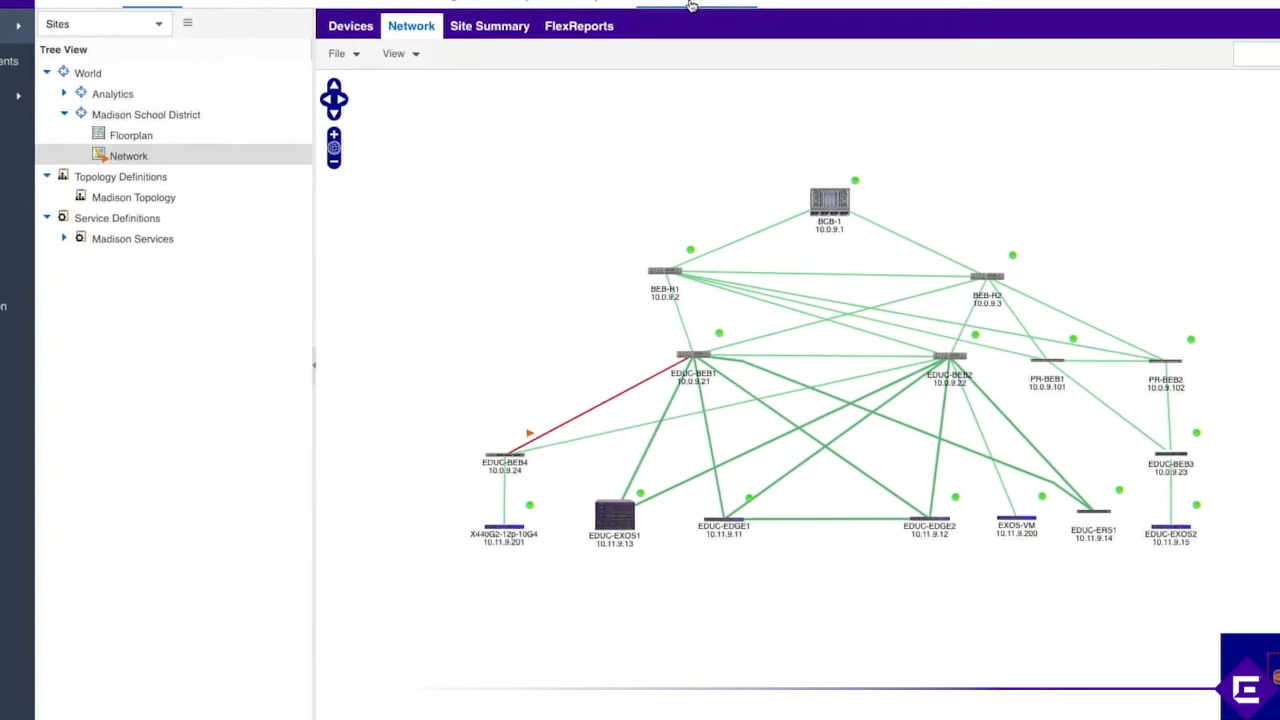 Sites
Tree View
World
Analytics
Madison School District
Floorplan
Network
Topology Definitions
Madison Topology
Service Definitions
Madison Services
ents
n
Devices
Network
Site Summary
FlexReports
File
View
BCB-1
10.0.9.1
BEB-R1
10.0.9.2
BEB-R2
10.0.9.3
EDUC-BEB1
10.0.9.21
EDUC-BEB2
10.0.9.22
PR-BEB1
10.0.9.101
PR-BEB2
10.0.9.102
EDUC-BEB4
10.0.9.24
EDUC-BEB3
10.0.9.23
X440G2-12p-10G4
10.11.9.201
EDUC-EXOS1
10.11.9.13
EDUC-EDGE1
10.11.9.11
EDUC-EDGE2
10.11.9.12
EXOS-VM
10.11.9.200
EDUC-ERS1
10.11.9.14
EDUC-EXOS2
10.11.9.15